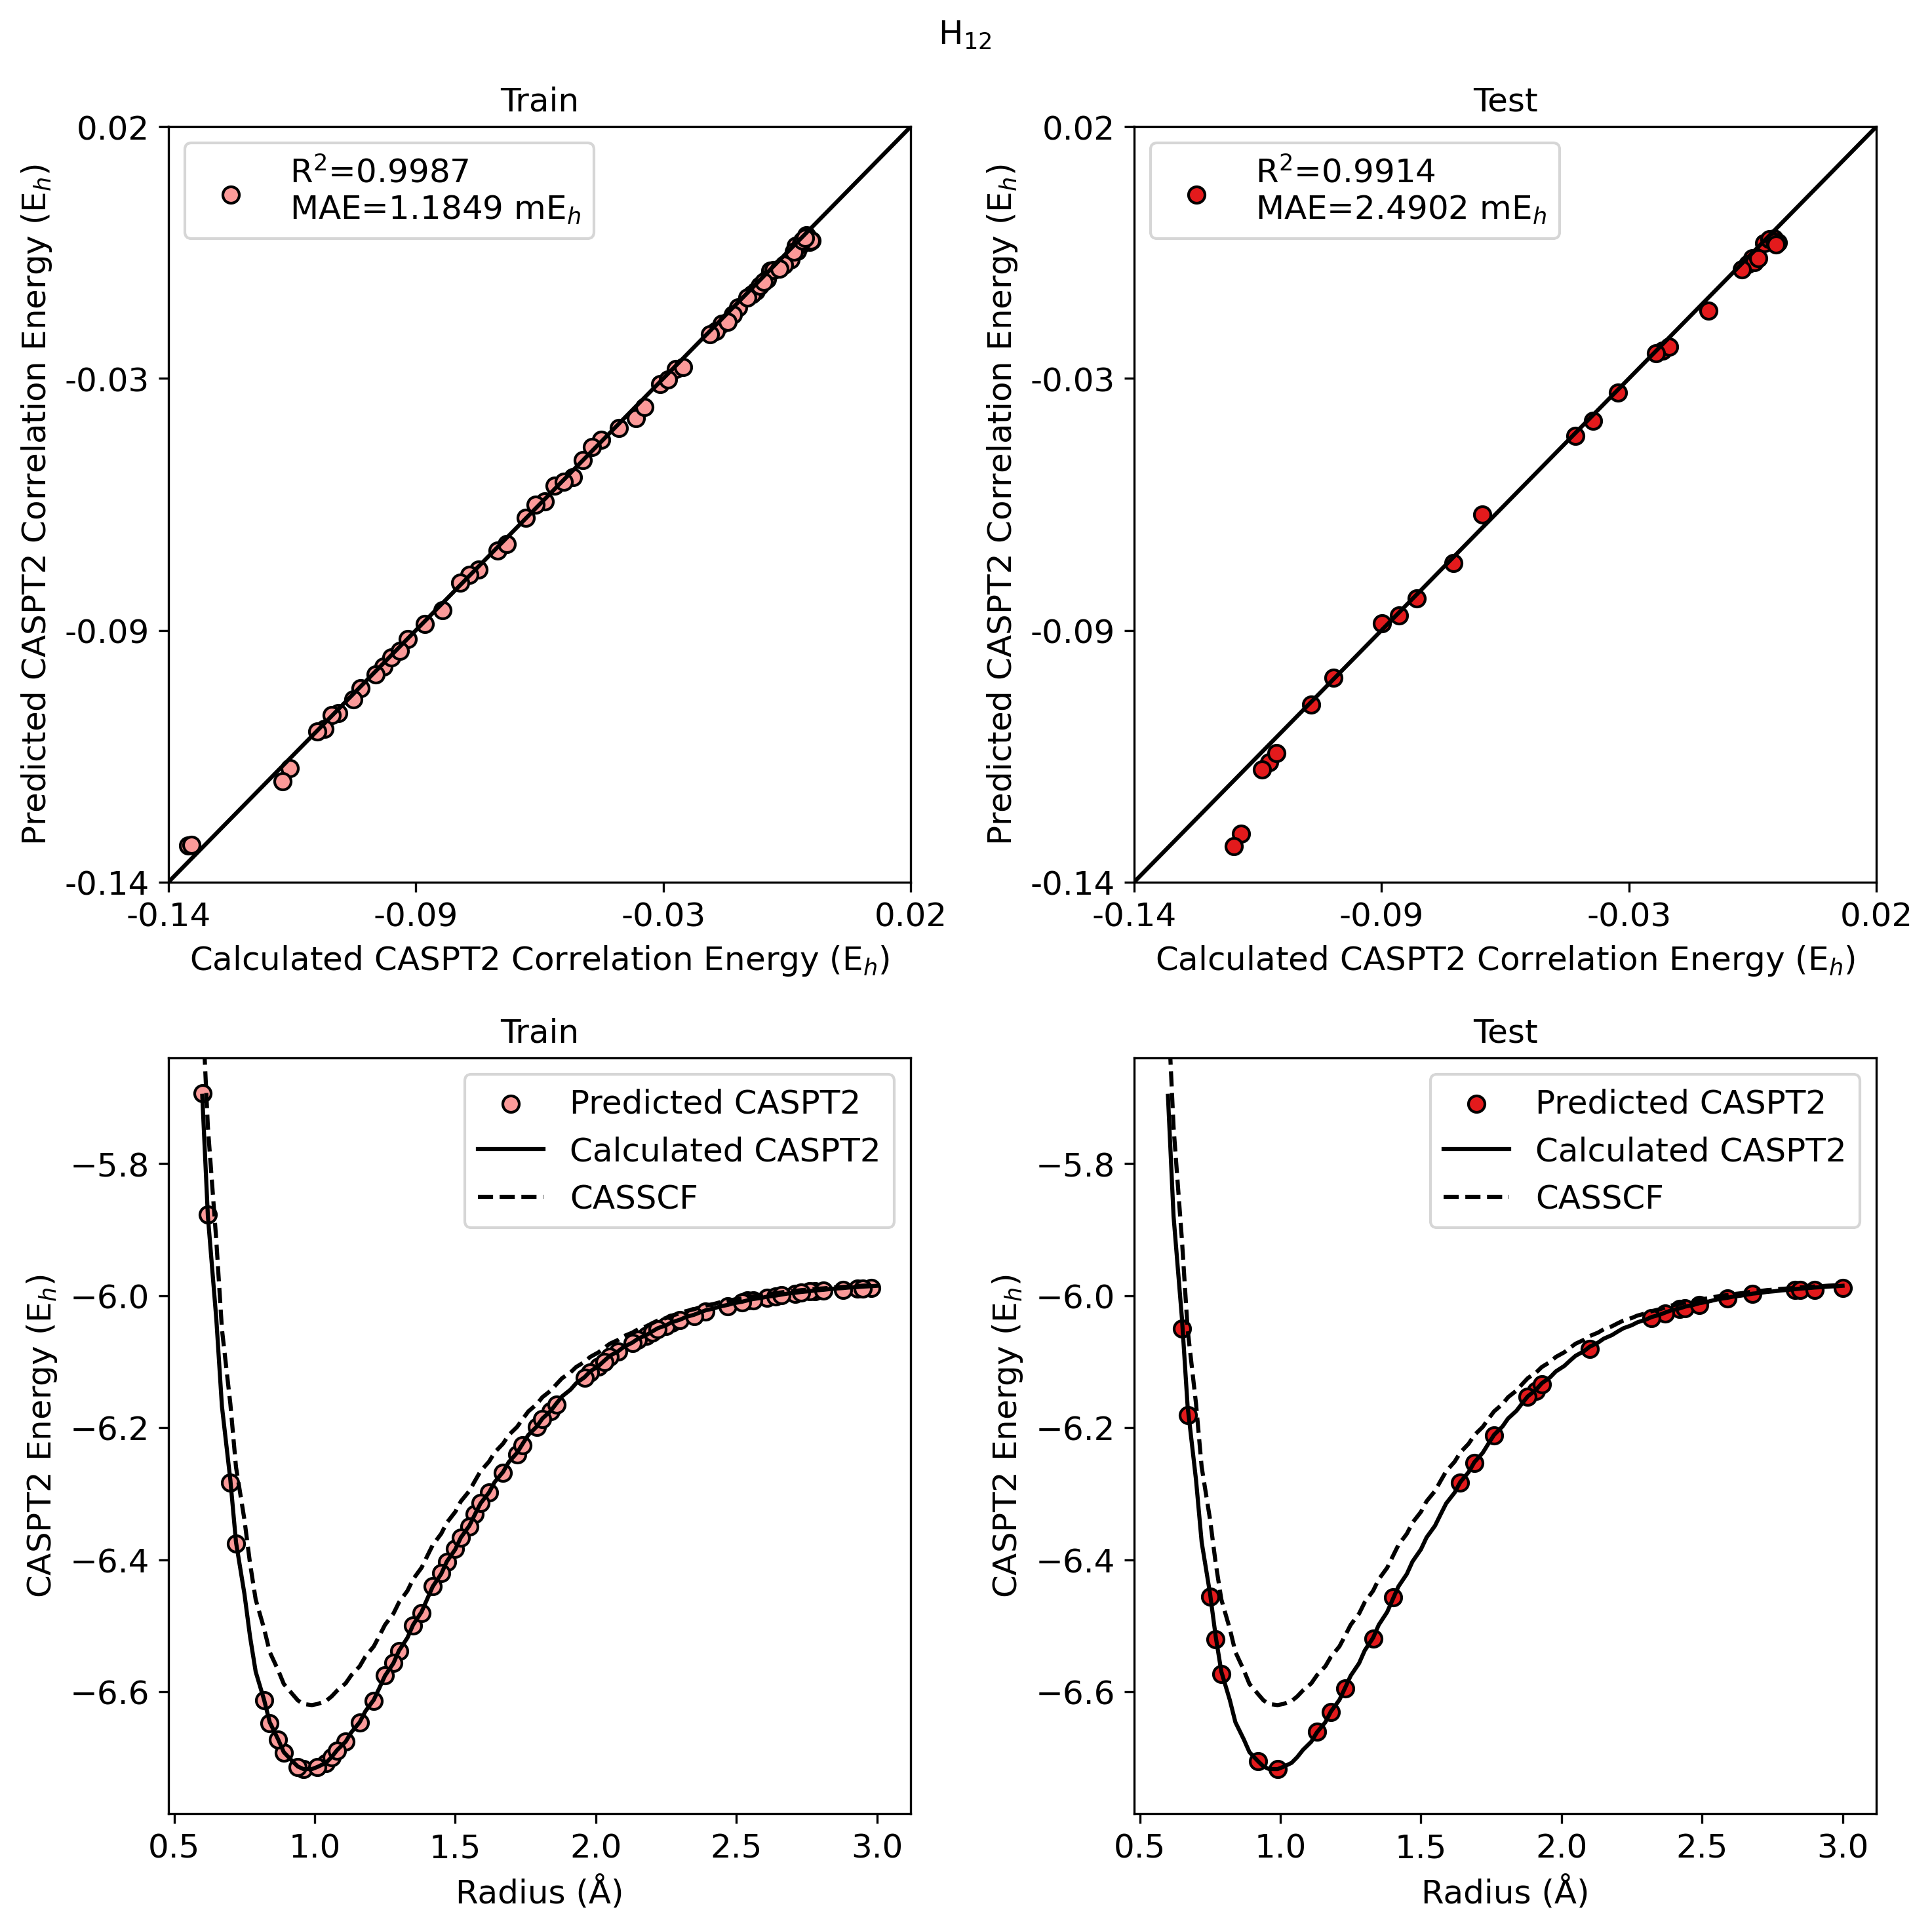 H12
Train
Predicted CASPT2 Correlation Energy (Eh)
0.02
-0.03
-0.09
-0.14
R2=0.9987
MAE=1.1849 mEh
-0.14
-0.09
-0.03
0.02
Calculated CASPT2 Correlation Energy (Eh)
Test
Predicted CASPT2 Correlation Energy (Eh)
0.02
-0.03
-0.09
-0.14
R2=0.9914
MAE=2.4902 mEh
-0.14
-0.09
-0.03
0.02
Calculated CASPT2 Correlation Energy (Eh)
Train
CASPT2 Energy (Eh)
−5.8
−6.0
−6.2
−6.4
−6.6
Predicted CASPT2
Calculated CASPT2
CASSCF
0.5
1.0
1.5
2.0
2.5
3.0
Radius (Å)
Test
CASPT2 Energy (Eh)
−5.8
−6.0
−6.2
−6.4
−6.6
Predicted CASPT2
Calculated CASPT2
CASSCF
0.5
1.0
1.5
2.0
2.5
3.0
Radius (Å)